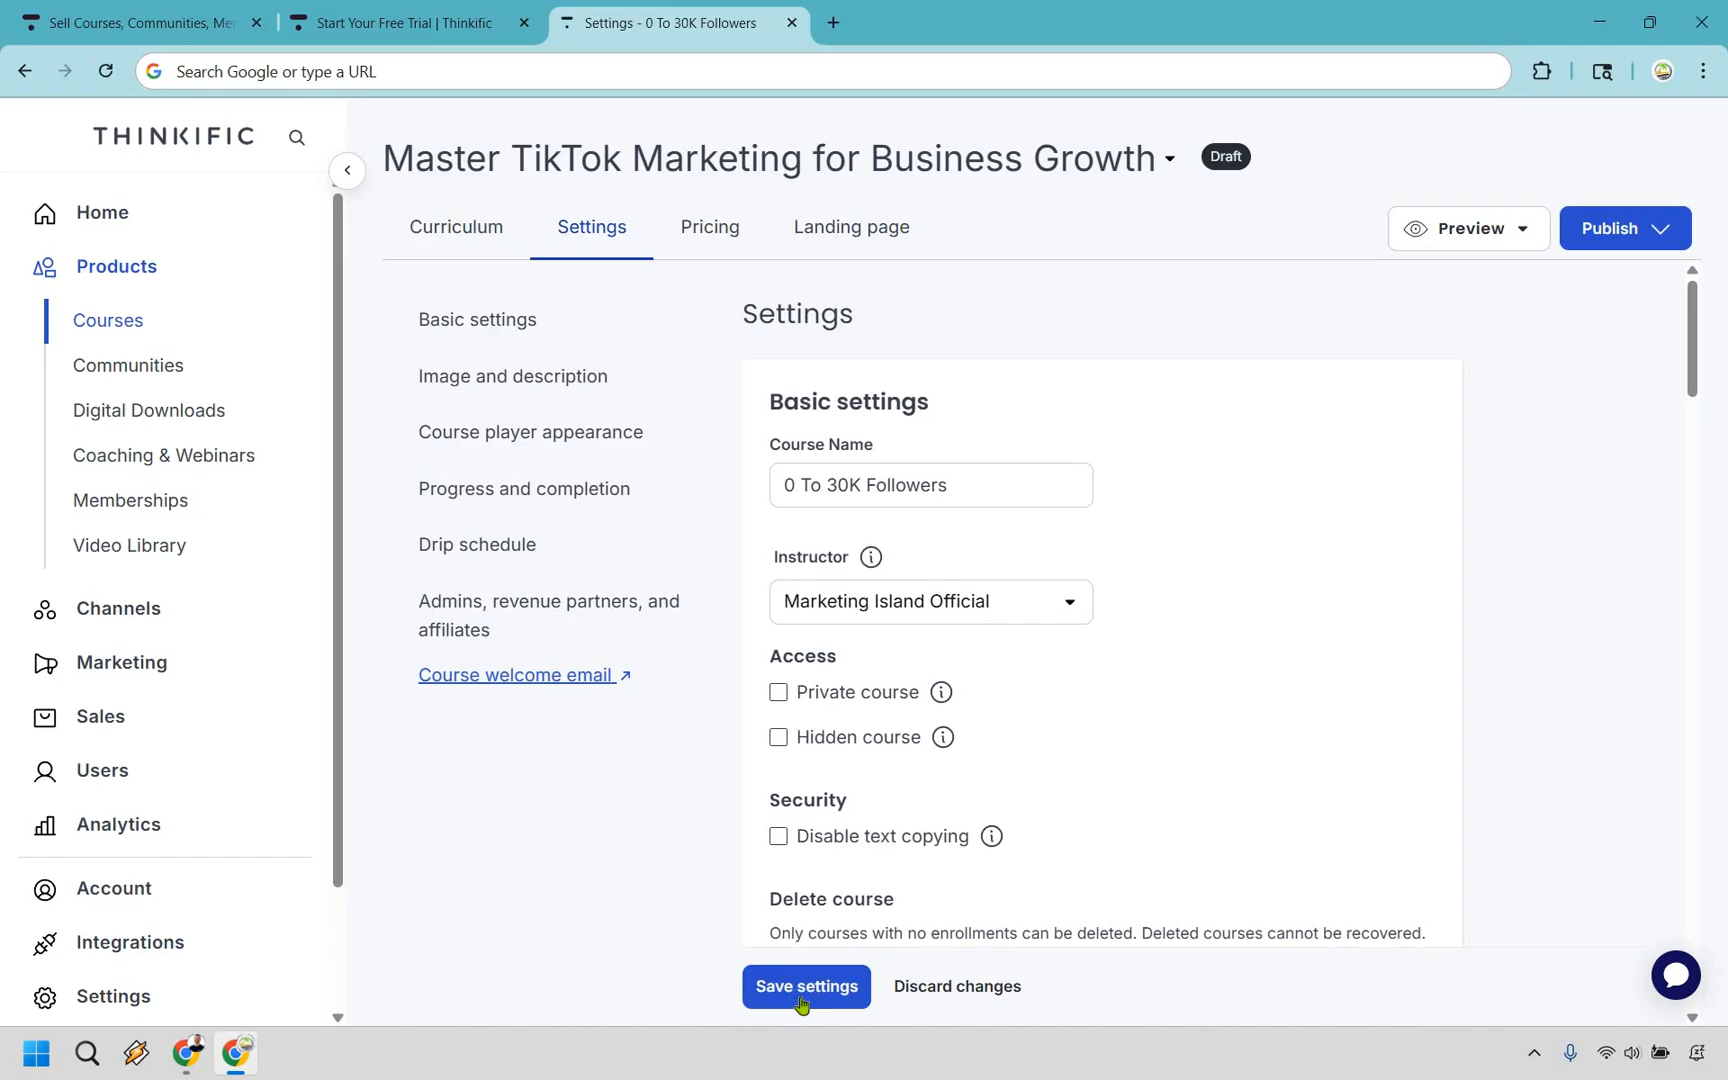 Sell Courses, Communities, Me
Start Your Free Trial | Thinkific
Settings - 0 To 30K Followers
Search Google or type a URL
THINKIFIC
Home
Products
Courses
Communities
Digital Downloads
Coaching & Webinars
Memberships
Video Library
Channels
Marketing
Sales
Users
Analytics
Account
Integrations
Settings
Master TikTok Marketing for Business Growth
Draft
Curriculum
Settings
Pricing
Landing page
Preview
Publish
Basic settings
Image and description
Course player appearance
Progress and completion
Drip schedule
Admins, revenue partners, and
affiliates
Course welcome email
Settings
Basic settings
Course Name
0 To 30K Followers
Instructor
Marketing Island Official
Access
Private course
Hidden course
Security
Disable text copying
Delete course
Only courses with no enrollments can be deleted. Deleted courses cannot be recovered.
Save settings
Discard changes